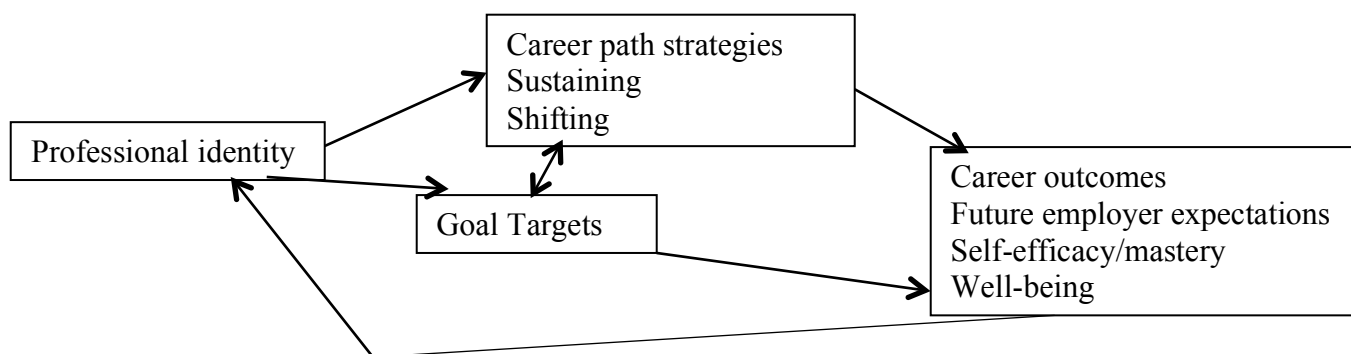 Career path strategies
Sustaining
Shifting
Professional identity
Goal Targets
Career outcomes
Future employer expectations
Self-efficacy/mastery
Well-being